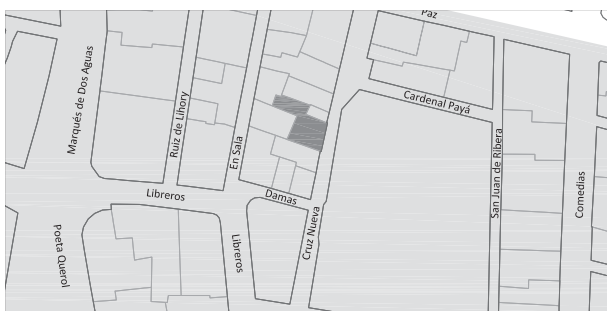 Paz
Marqués de Dos Aguas
Ruiz de Lihory
En Sala
Cardenal Payá
San Juan de Ribera
Comedias
Libreros
Damas
Cruz Nueva
Poeta Querol
Libreros